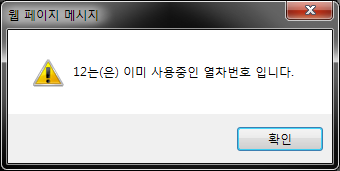 웹 페이지 메시지
12는(은) 이미 사용중인 열차번호 입니다.
확인